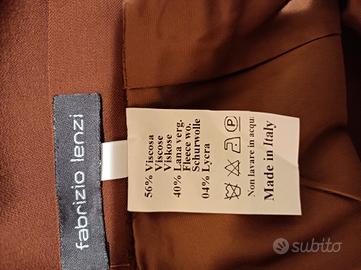 fabrizio lenzi
56% Viscosa
Viscose
Viskose
40% Lana verg.
Fleece wo.
Schurwolle
04% Lycra
P
Non lavare in acqua:
Made in Italy
subito